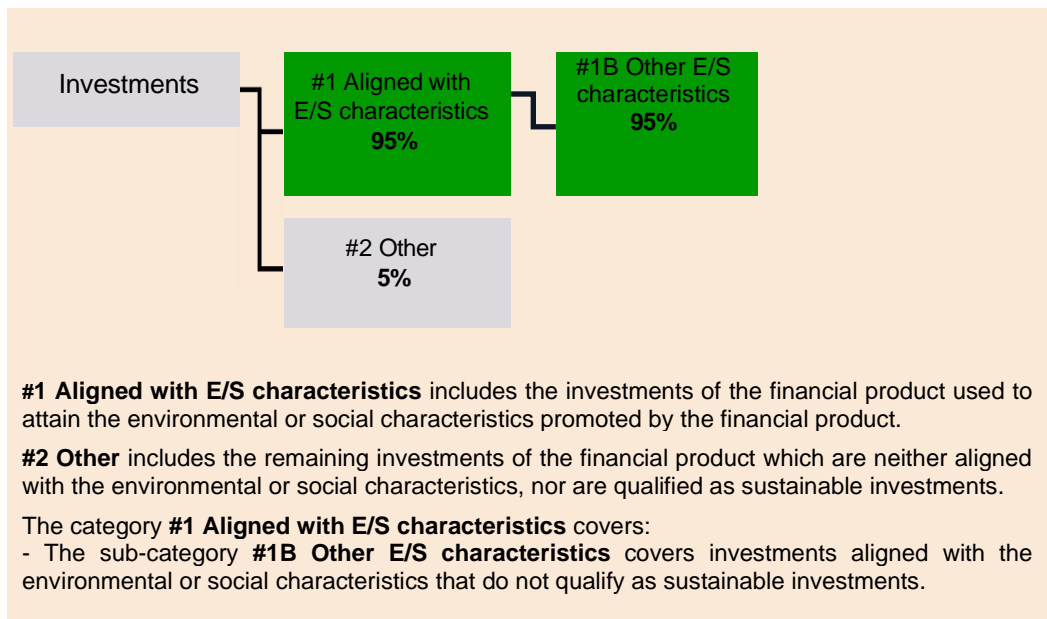 Investments
#1 Aligned with
E/S characteristics
95%
#1B Other E/S
characteristics
95%
#2 Other
5%
#1 Aligned with E/S characteristics includes the investments of the financial product used to
attain the environmental or social characteristics promoted by the financial product.
#2 Other includes the remaining investments of the financial product which are neither aligned
with the environmental or social characteristics, nor are qualified as sustainable investments.
The category #1 Aligned with E/S characteristics covers:
- The sub-category #1B Other E/S characteristics covers investments aligned with the
environmental or social characteristics that do not qualify as sustainable investments.